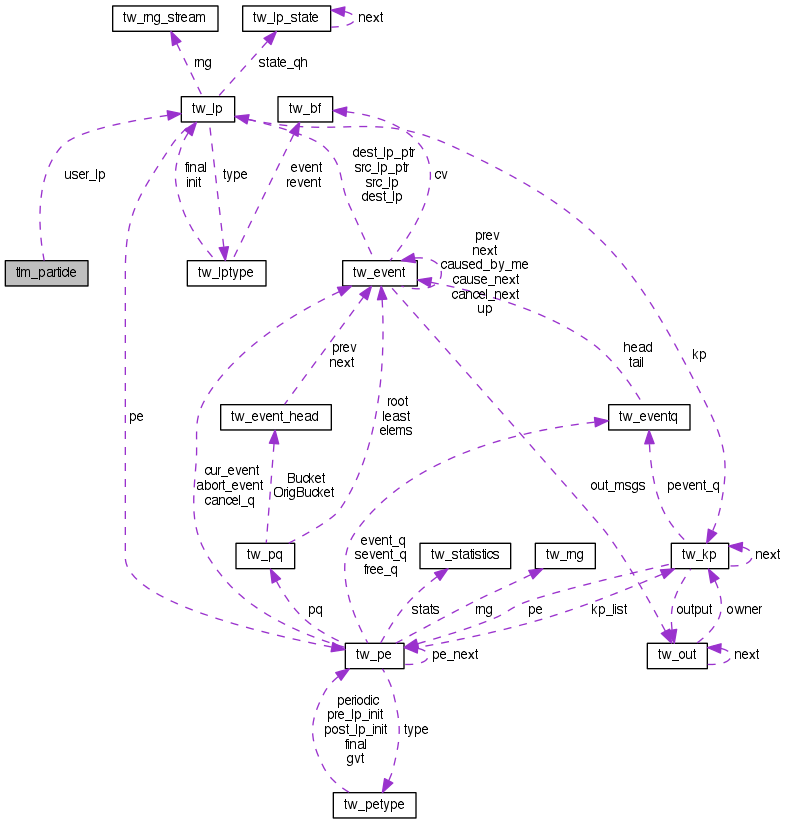 tw_rng_stream
tw_lp_state
next
rng
state_qh
tw_lp
tw_bf
user_lp
final
init
type
event
revent
dest_lp_ptr
src_lp_ptr
src_lp
dest_lp
cv
tlm_particle
tw_lptype
tw_event
prev
next
caused_by_me
cause_next
cancel_next
up
pe
prev
next
head
tail
kp
tw_event_head
root
least
elems
tw_eventq
cur_event
abort_event
cancel_q
Bucket
OrigBucket
out_msgs
pevent_q
event_q
sevent_q
free_q
tw_pq
tw_statistics
tw_rng
tw_kp
next
pq
stats
rng
pe
kp_list
output
owner
tw_pe
pe_next
tw_out
next
periodic
pre_lp_init
post_lp_init
final
gvt
type
tw_petype